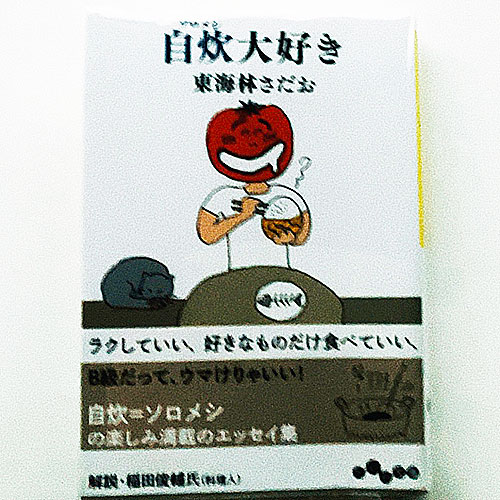 自炊大好き
東海林さだお
ラクしていい、好きなものだけ食べていい、
B級だって、ウマけりゃいい!
自炊=ソロメシ
の楽しみ満載のエッセイ集
解説・稲田俊輔氏(料理人)